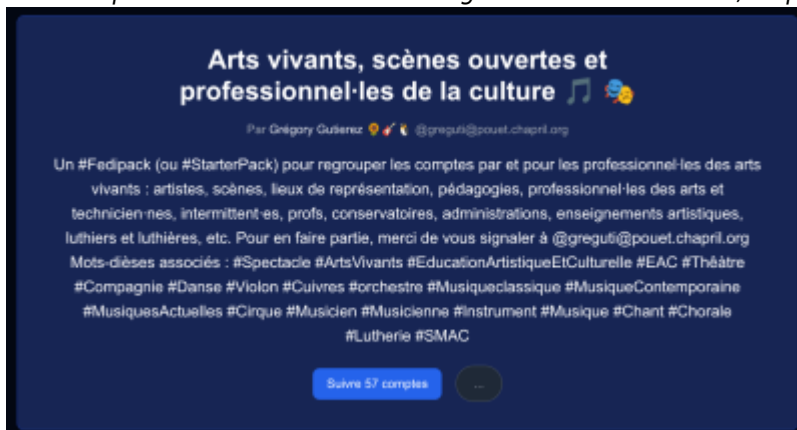 Arts vivants, scènes ouvertes et
professionnel·les de la culture 🎵 🎭
Par Grégory Gutierez @greguti@pouet.chapril.org
Un #Fedipack (ou #StarterPack) pour regrouper les comptes par et pour les professionnel·les des arts
vivants : artistes, scènes, lieux de représentation, pédagogies, professionnel·les des arts et
technicien·nes, intermittent·es, profs, conservatoires, administrations, enseignements artistiques,
luthiers et luthières, etc. Pour en faire partie, merci de vous signaler à @greguti@pouet.chapril.org
Mots-dièses associés : #Spectacle #ArtsVivants #EducationArtistiqueEtCulturelle #EAC #Théâtre
#Compagnie #Danse #Violon #Cuivres #orchestre #Musiqueclassique #MusiqueContemporaine
#MusiquesActuelles #Cirque #Musicien #Musicienne #Instrument #Musique #Chant #Chorale
#Lutherie #SMAC
Suivre 57 comptes ...